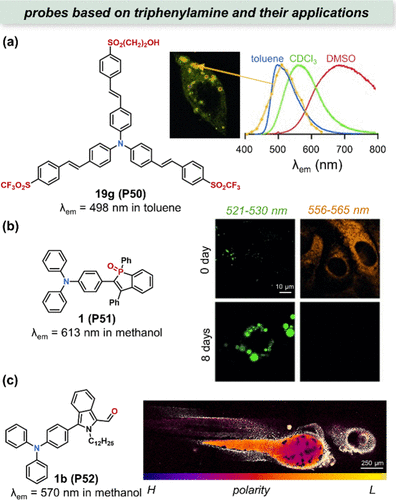 probes based on triphenylamine and their applications
(a)
SO₂(CH₂)₂OH
N
SO₂CF₃
SO₂CF₃
19g (P50)
λem = 498 nm in toluene
toluene CDCl₃ DMSO
400 500 600 700 800
λem (nm)
(b)
N
Ph
O
P
Ph
1 (P51)
λem = 613 nm in methanol
521-530 nm 556-565 nm
0 day
10 µm
8 days
(c)
O
N
C₁₂H₂₅
N
1b (P52)
λem = 570 nm in methanol
250 µm
H polarity L